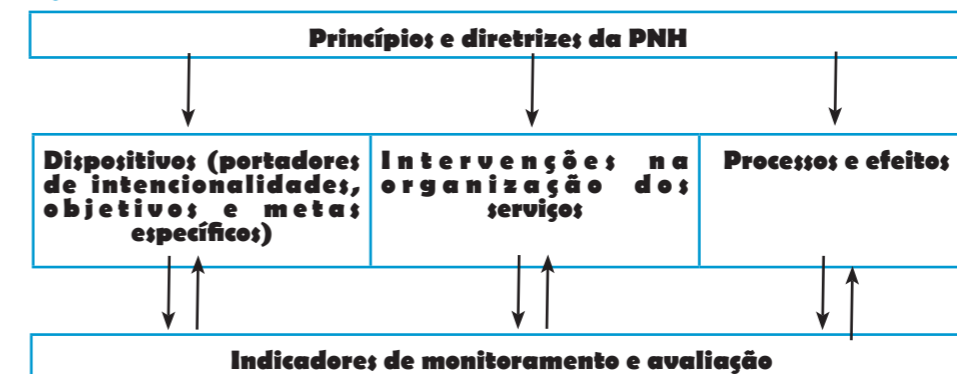 Princípios e diretrizes da PNH
Dispositivos (portadores
de intencionalidades,
objetivos e metas
específicos)
Intervenções na
organização dos
serviços
Processos e efeitos
Indicadores de monitoramento e avaliação